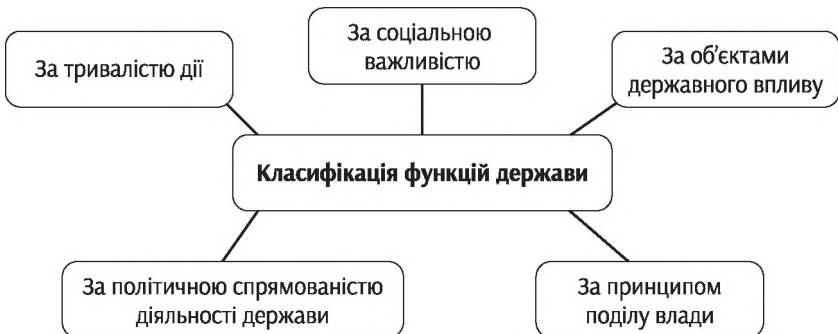 За тривалістю дії
За соціальною
важливістю
За об'єктами
державного впливу
Класифікація функцій держави
За політичною спрямованістю
діяльності держави
За принципом
поділу влади